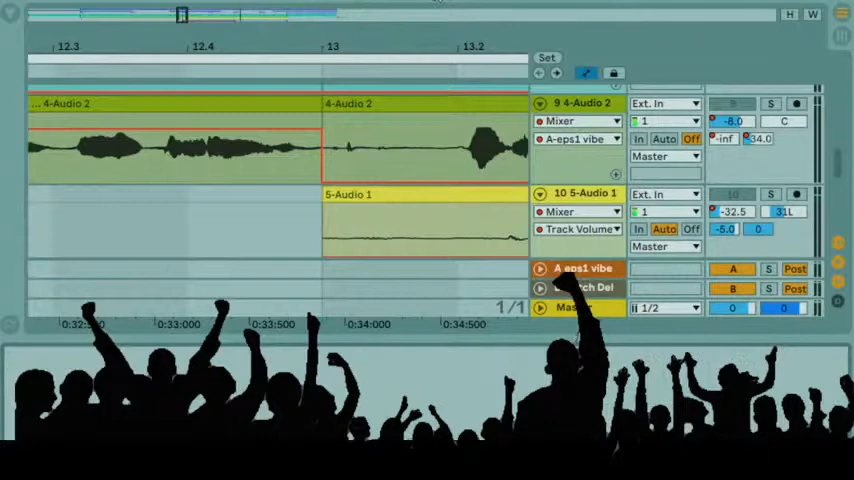 H W
12.3 12.4 13 13.2
Set
... 4-Audio 2 4-Audio 2 9 4-Audio 2 Ext. In 9 S
Mixer 1 -8.0 C
A-eps1 vibe In Auto Off -inf -34.0
Master
5-Audio 1 10 5-Audio 1 Ext. In 10 S
Mixer 1 -32.5 31L
Track Volume In Auto Off -5.0 0
Master
A eps1 vibe A S Post
Del B S Post
1/1 1/2 0 0
0:33:000 0:33:500 0:34:000 0:34:500